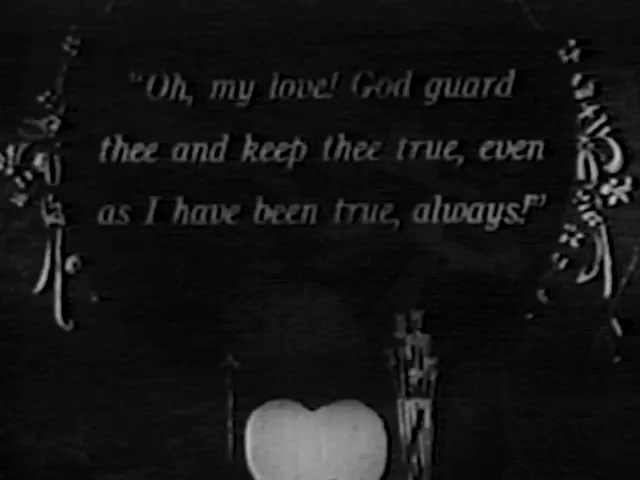 "Oh, my love! God guard
thee and keep thee true, even
as I have been true, always!"